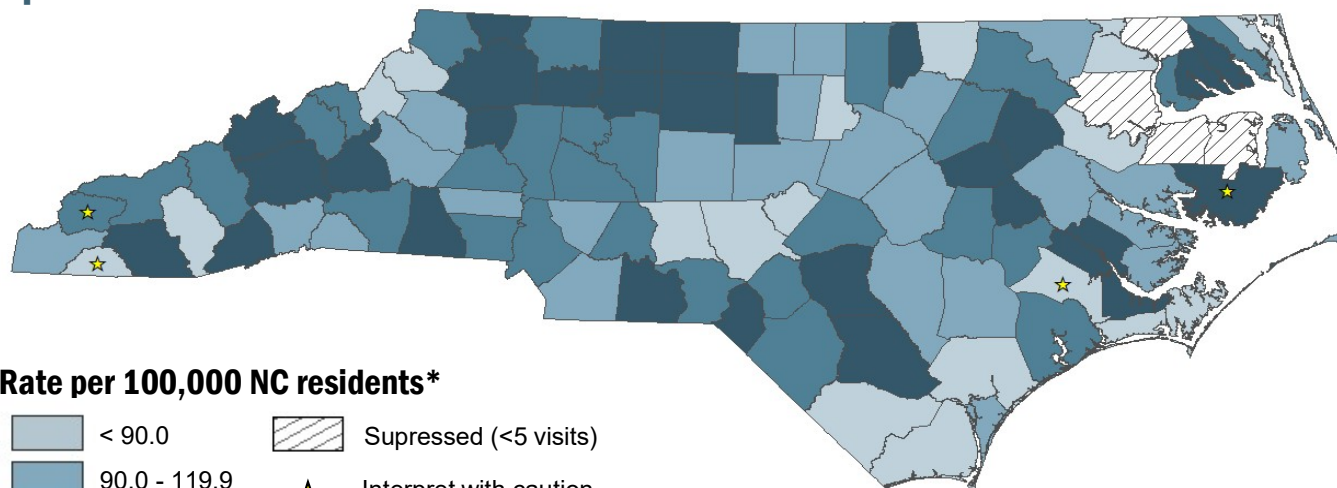 Rate per 100,000 NC residents*
< 90.0
Supressed (<5 visits)
90.0 - 119.9
Interpret with caution